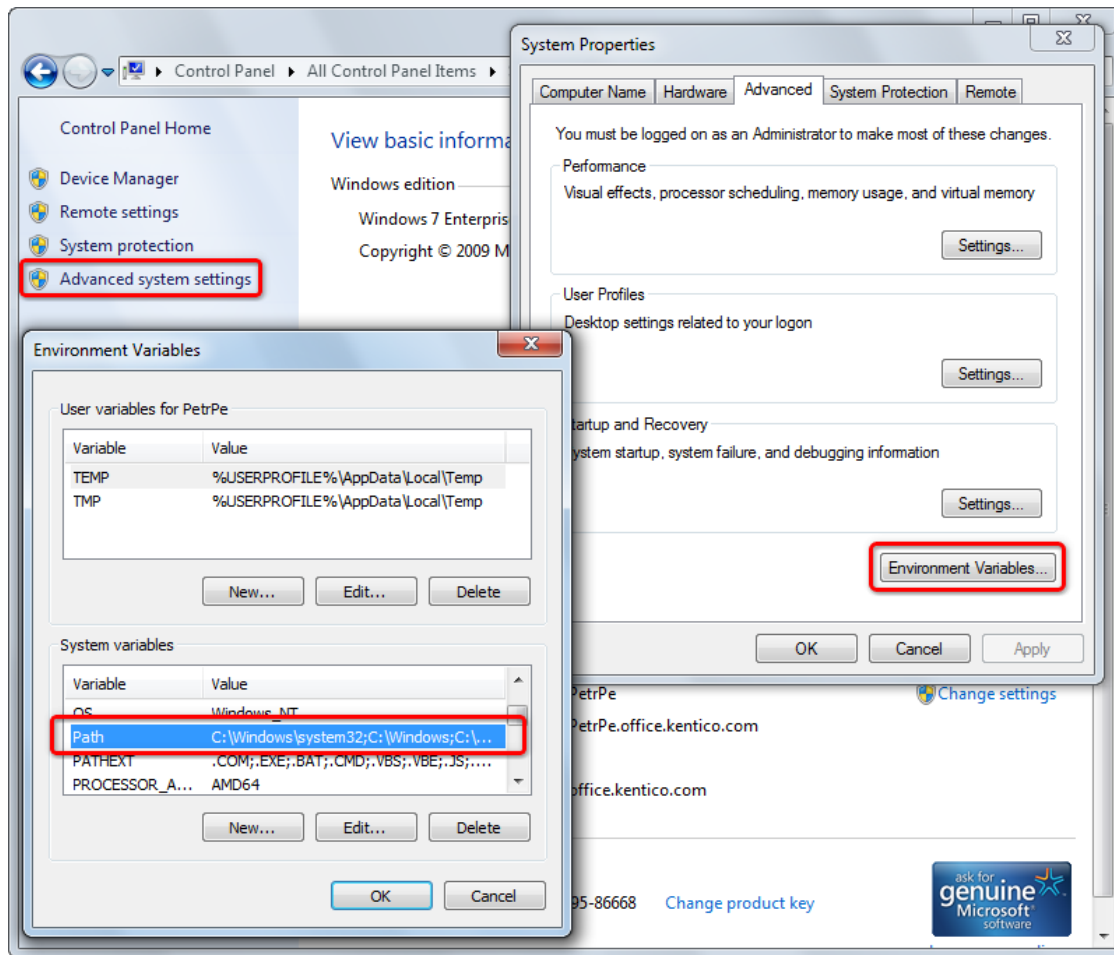 Control Panel ▸ All Control Panel Items ▸
Control Panel Home
Device Manager
Remote settings
System protection
Advanced system settings
View basic informa
Windows edition
Windows 7 Enterpris
Copyright © 2009 M
System Properties
Computer Name Hardware Advanced System Protection Remote
You must be logged on as an Administrator to make most of these changes.
Performance
Visual effects, processor scheduling, memory usage, and virtual memory
Settings...
User Profiles
Desktop settings related to your logon
Settings...
tartup and Recovery
ystem startup, system failure, and debugging information
Settings...
Environment Variables...
OK Cancel Apply
Environment Variables
User variables for PetrPe
Variable Value
TEMP %USERPROFILE%\AppData\Local\Temp
TMP %USERPROFILE%\AppData\Local\Temp
New... Edit... Delete
System variables
Variable Value
OS Windows_NT
Path C:\Windows\system32;C:\Windows;C:\...
PATHEXT .COM;.EXE;.BAT;.CMD;.VBS;.VBE;.JS;....
PROCESSOR_A... AMD64
New... Edit... Delete
OK Cancel
PetrPe
Change settings
PetrPe.office.kentico.com
office.kentico.com
95-86668 Change product key
ask for
genuine
Microsoft
software